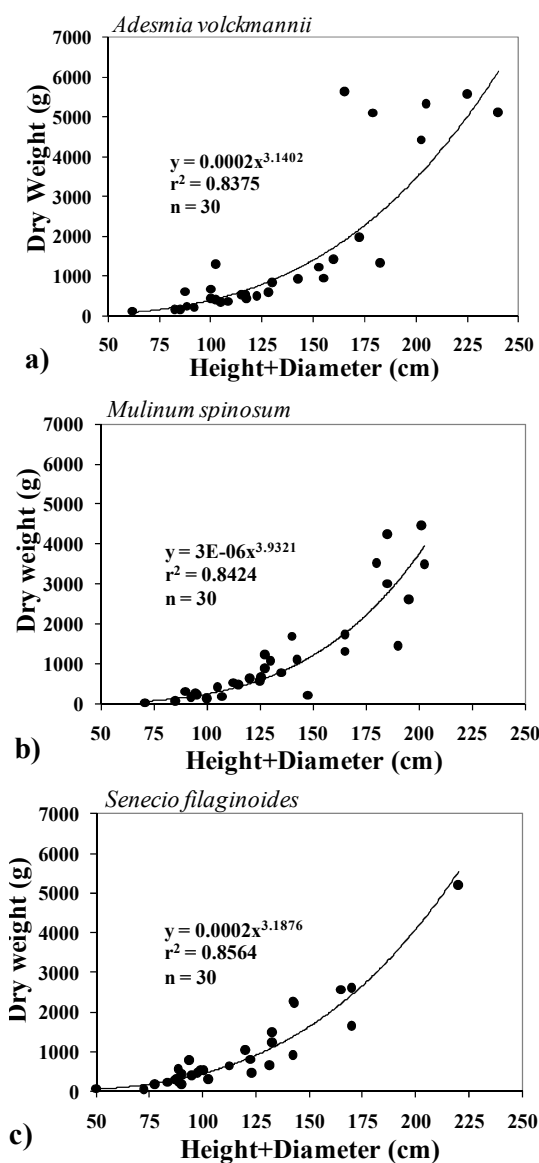 Adesmia volckmannii
7000
6000
5000
4000
3000
2000
1000
0
Dry Weight (g)
y = 0.0002x^3.1402
r² = 0.8375
n = 30
50 75 100 125 150 175 200 225 250
a)
Height+Diameter (cm)
Mulinum spinosum
7000
6000
5000
4000
3000
2000
1000
0
Dry weight (g)
y = 3E-06x^3.9321
r² = 0.8424
n = 30
50 75 100 125 150 175 200 225 250
b)
Height+Diameter (cm)
Senecio filaginoides
7000
6000
5000
4000
3000
2000
1000
0
Dry weight (g)
y = 0.0002x^3.1876
r² = 0.8564
n = 30
50 75 100 125 150 175 200 225 250
c)
Height+Diameter (cm)